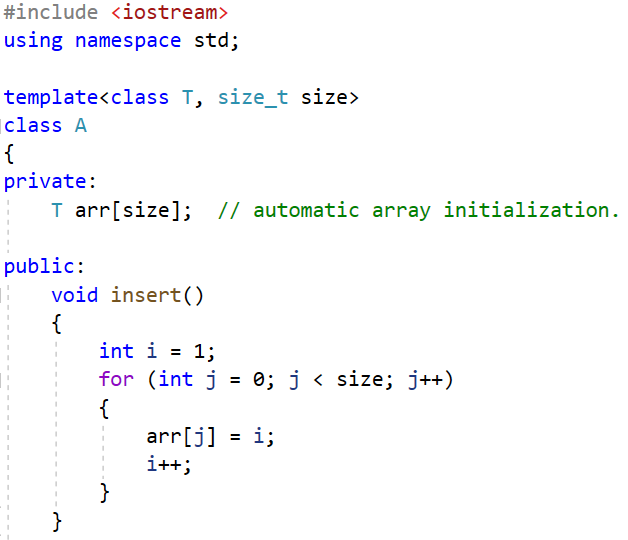 #include <iostream>
using namespace std;

template<class T, size_t size>
class A
{
private:
    T arr[size];  // automatic array initialization.

public:
    void insert()
    {
        int i = 1;
        for (int j = 0; j < size; j++)
        {
            arr[j] = i;
            i++;
        }
    }